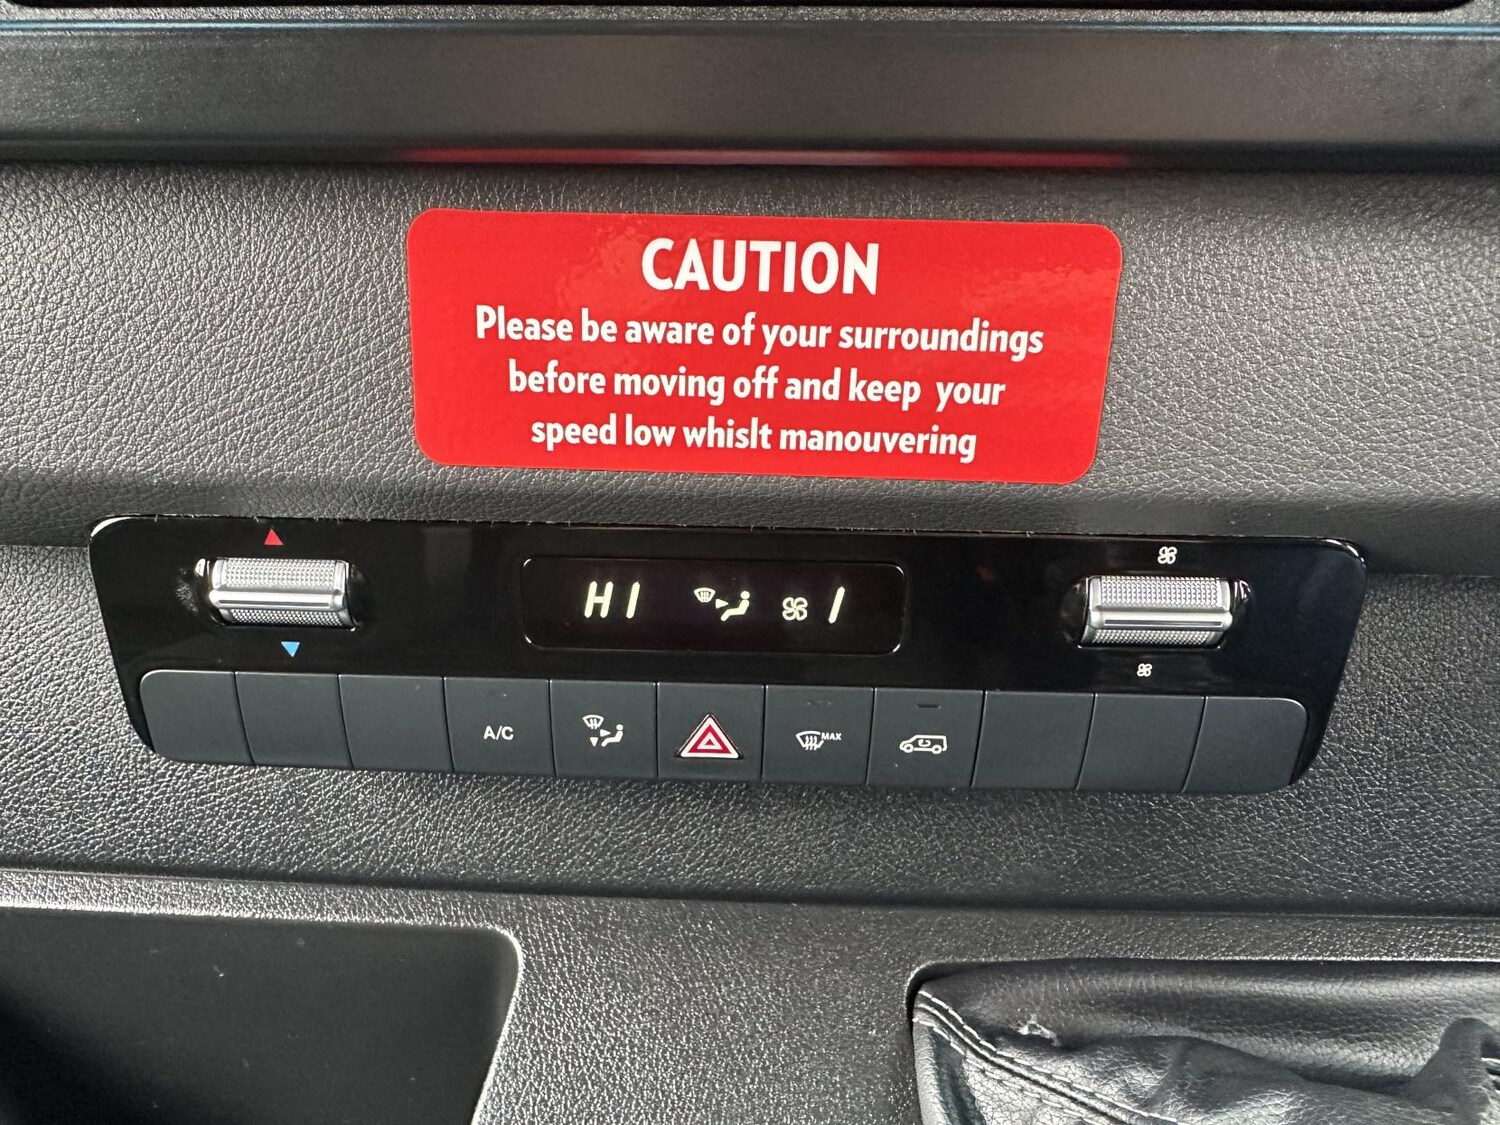 CAUTION
Please be aware of your surroundings
before moving off and keep your
speed low whislt manouvering
HI 1
A/C
MAX